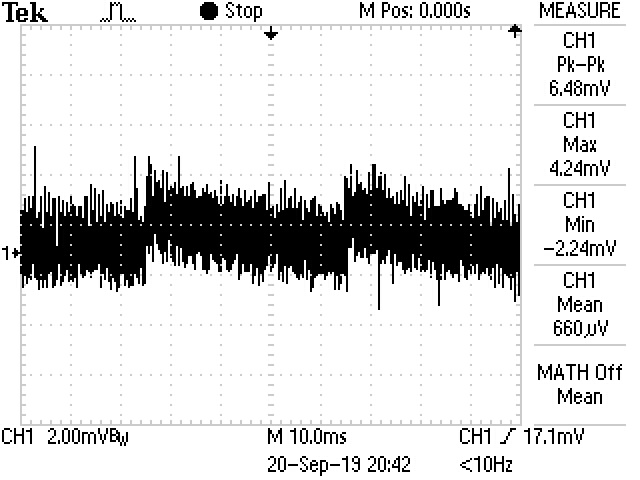 Tek Stop M Pos: 0.000s MEASURE
CH1
Pk-Pk
6.48mV
CH1
Max
4.24mV
CH1
Min
-2.24mV
CH1
Mean
660µV
MATH Off
Mean
1
CH1 2.00mVBW M 10.0ms CH1 17.1mV
20-Sep-19 20:42 <10Hz